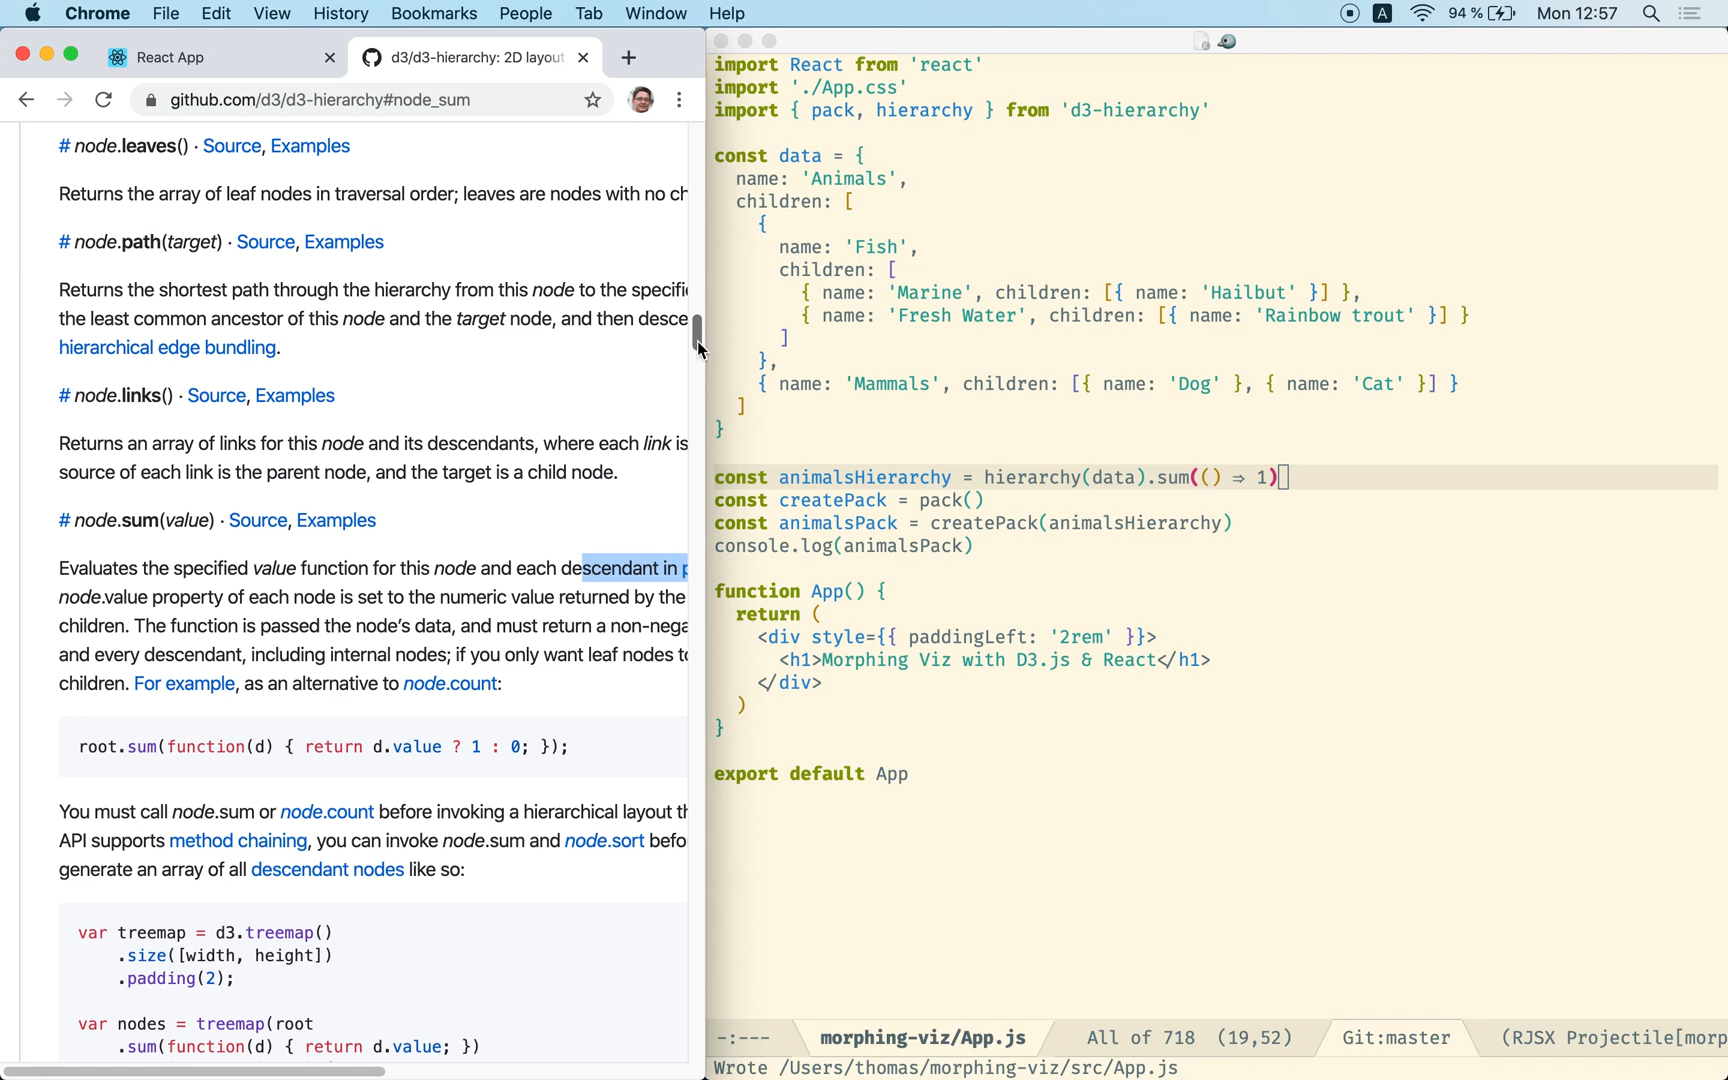 Chrome File Edit View History Bookmarks People Tab Window Help A 94 % Mon 12:57
React App
d3/d3-hierarchy: 2D layout
github.com/d3/d3-hierarchy#node_sum
# node.leaves() · Source, Examples
Returns the array of leaf nodes in traversal order; leaves are nodes with no ch
# node.path(target) · Source, Examples
Returns the shortest path through the hierarchy from this node to the specifi
the least common ancestor of this node and the target node, and then desce
hierarchical edge bundling.
# node.links() · Source, Examples
Returns an array of links for this node and its descendants, where each link is
source of each link is the parent node, and the target is a child node.
# node.sum(value) · Source, Examples
Evaluates the specified value function for this node and each descendant in p
node.value property of each node is set to the numeric value returned by the
children. The function is passed the node's data, and must return a non-nega
and every descendant, including internal nodes; if you only want leaf nodes to
children. For example, as an alternative to node.count:
root.sum(function(d) { return d.value ? 1 : 0; });
You must call node.sum or node.count before invoking a hierarchical layout th
API supports method chaining, you can invoke node.sum and node.sort befo
generate an array of all descendant nodes like so:
var treemap = d3.treemap()
.size([width, height])
.padding(2);
var nodes = treemap(root
.sum(function(d) { return d.value; })
import React from 'react'
import './App.css'
import { pack, hierarchy } from 'd3-hierarchy'
const data = {
name: 'Animals',
children: [
{
name: 'Fish',
children: [
{ name: 'Marine', children: [{ name: 'Hailbut' }] },
{ name: 'Fresh Water', children: [{ name: 'Rainbow trout' }] }
]
},
{ name: 'Mammals', children: [{ name: 'Dog' }, { name: 'Cat' }] }
]
}
const animalsHierarchy = hierarchy(data).sum(() ⇒ 1)
const createPack = pack()
const animalsPack = createPack(animalsHierarchy)
console.log(animalsPack)
function App() {
return (
<div style={{ paddingLeft: '2rem' }}>
<h1>Morphing Viz with D3.js & React</h1>
</div>
)
}
export default App
-:--- morphing-viz/App.js All of 718 (19,52) Git:master (RJSX Projectile[morp
Wrote /Users/thomas/morphing-viz/src/App.js